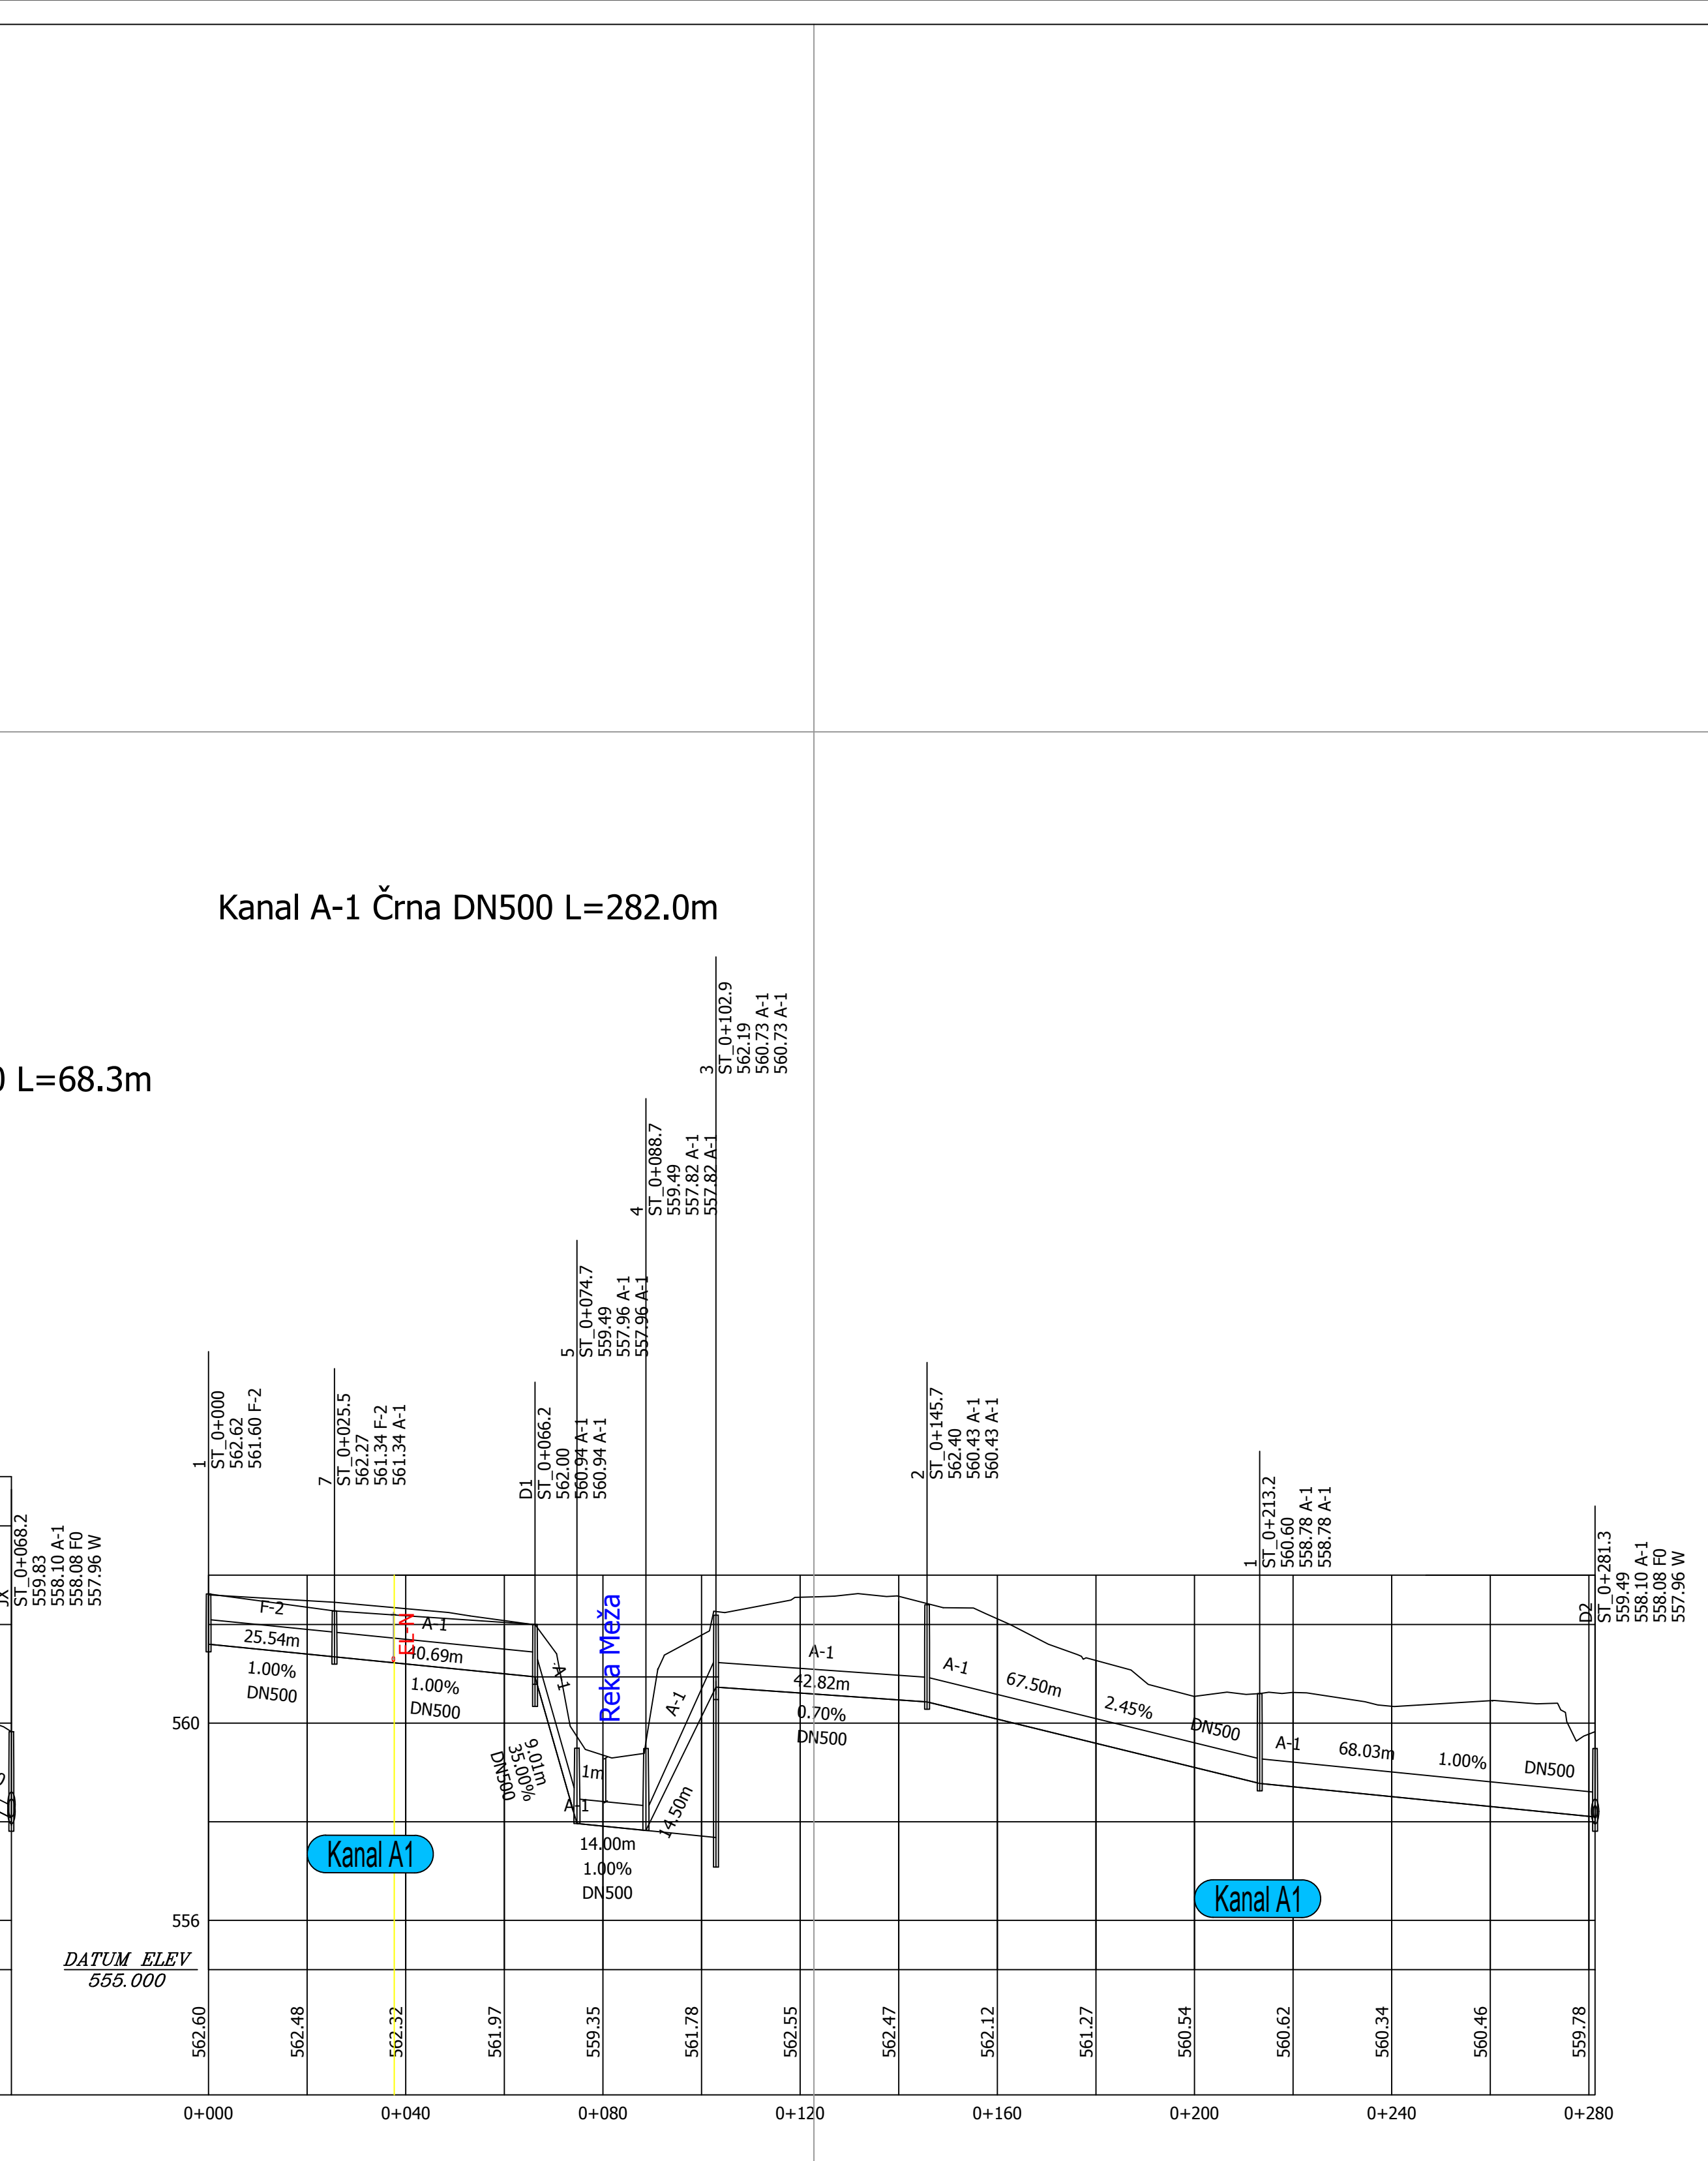 Kanal A-1 Črna DN500 L=282.0m
L=68.3m
3
ST_0+102.9
562.19
560.73 A-1
560.73 A-1
4
ST_0+088.7
559.49
557.82 A-1
557.82 A-1
5
ST_0+074.7
559.49
557.96 A-1
557.96 A-1
1
ST_0+000
562.62
561.60 F-2
7
ST_0+025.5
562.27
561.34 F-2
561.34 A-1
D1
ST_0+066.2
562.00
560.94 A-1
560.94 A-1
2
ST_0+145.7
562.40
560.43 A-1
560.43 A-1
1
ST_0+213.2
560.60
558.78 A-1
558.78 A-1
D2
ST_0+281.3
559.49
558.10 A-1
558.08 F0
557.96 W
ST_0+068.2
559.83
558.10 A-1
558.08 F0
557.96 W
F-2
25.54m
1.00%
DN500
EL-N
A-1
40.69m
1.00%
DN500
A-1
9.01m
35.00%
DN500
Reka Meža
1m
A-1
14.00m
1.00%
DN500
A-1
14.50m
A-1
42.82m
0.70%
DN500
A-1
67.50m
2.45%
DN500
A-1
68.03m
1.00%
DN500
560
Kanal A1
Kanal A1
556
DATUM ELEV
555.000
562.60
562.48
562.32
561.97
559.35
561.78
562.55
562.47
562.12
561.27
560.54
560.62
560.34
560.46
559.78
0+000
0+040
0+080
0+120
0+160
0+200
0+240
0+280